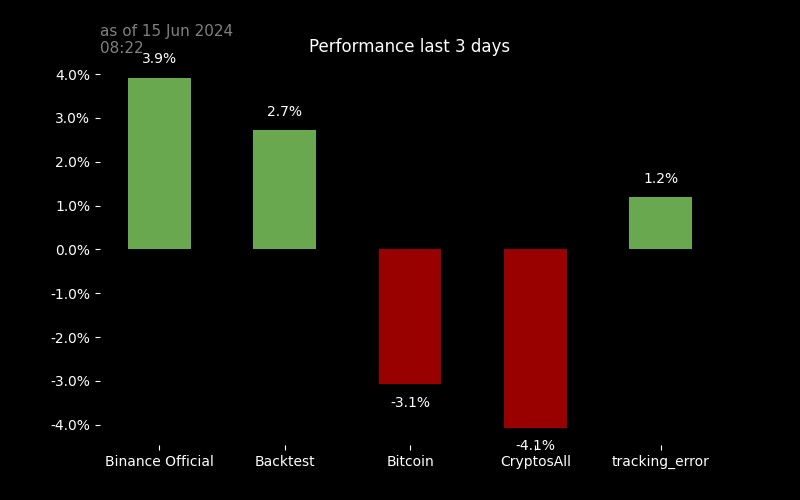 as of 15 Jun 2024
08:22
Performance last 3 days
4.0%
3.0%
2.0%
1.0%
0.0%
-1.0%
-2.0%
-3.0%
-4.0%
3.9%
2.7%
-3.1%
-4.1%
1.2%
Binance Official
Backtest
Bitcoin
CryptosAll
tracking_error